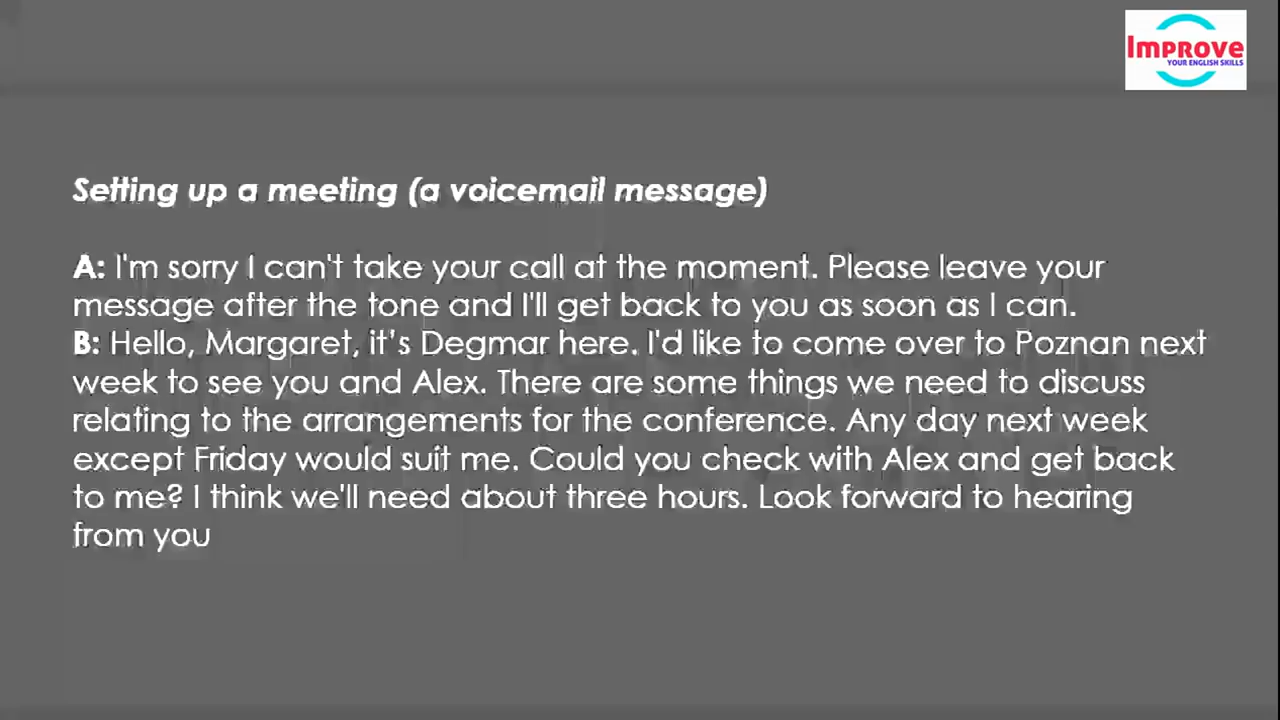 Improve
YOUR ENGLISH SKILLS
Setting up a meeting (a voicemail message)
A: I'm sorry I can't take your call at the moment. Please leave your
message after the tone and I'll get back to you as soon as I can.
B: Hello, Margaret, it's Degmar here. I'd like to come over to Poznan next
week to see you and Alex. There are some things we need to discuss
relating to the arrangements for the conference. Any day next week
except Friday would suit me. Could you check with Alex and get back
to me? I think we'll need about three hours. Look forward to hearing
from you